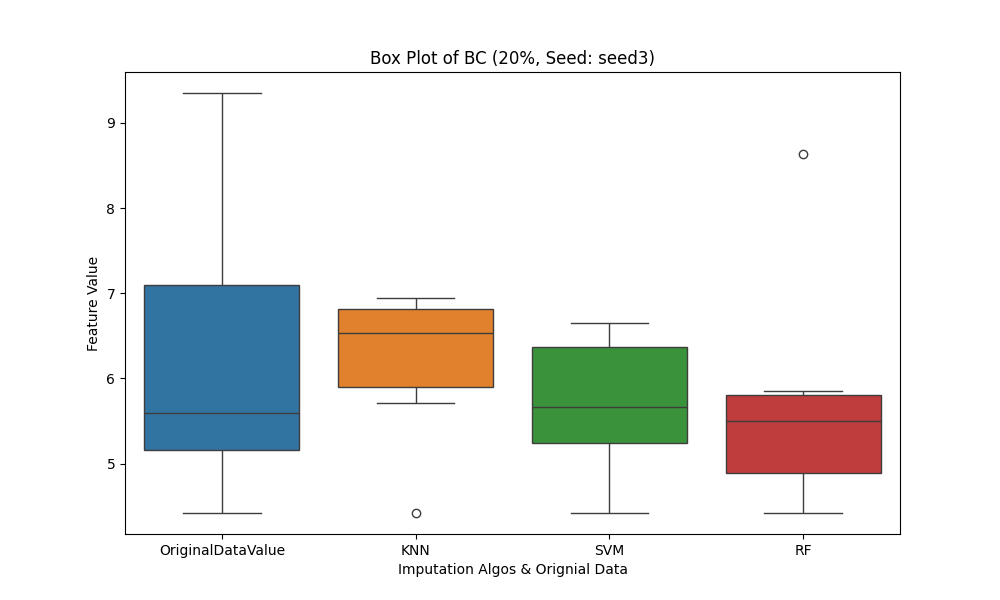 Box Plot of BC (20%, Seed: seed3)
Feature Value
9
8
7
6
5
OriginalDataValue
KNN
SVM
RF
Imputation Algos & Orignial Data